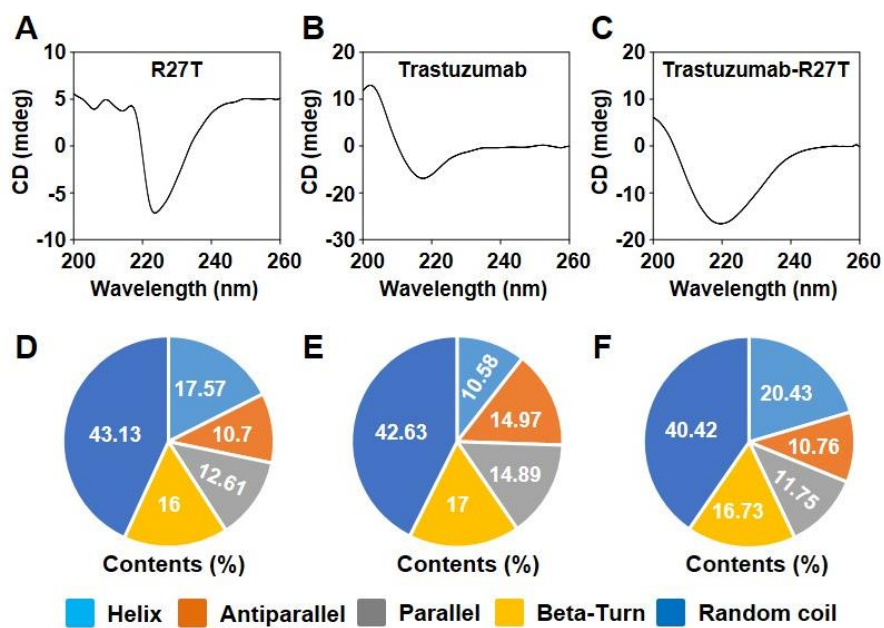 A
B
C
R27T
Trastuzumab
Trastuzumab-R27T
CD (mdeg)
10
5
0
-5
-10
200 220 240 260
Wavelength (nm)
CD (mdeg)
20
10
0
-10
-20
-30
200 220 240 260
Wavelength (nm)
CD (mdeg)
20
10
0
-10
-20
200 220 240 260
Wavelength (nm)
D
17.57
10.7
12.61
16
43.13
Contents (%)
E
10.58
14.97
14.89
17
42.63
Contents (%)
F
20.43
10.76
11.75
16.73
40.42
Contents (%)
Helix Antiparallel Parallel Beta-Turn Random coil